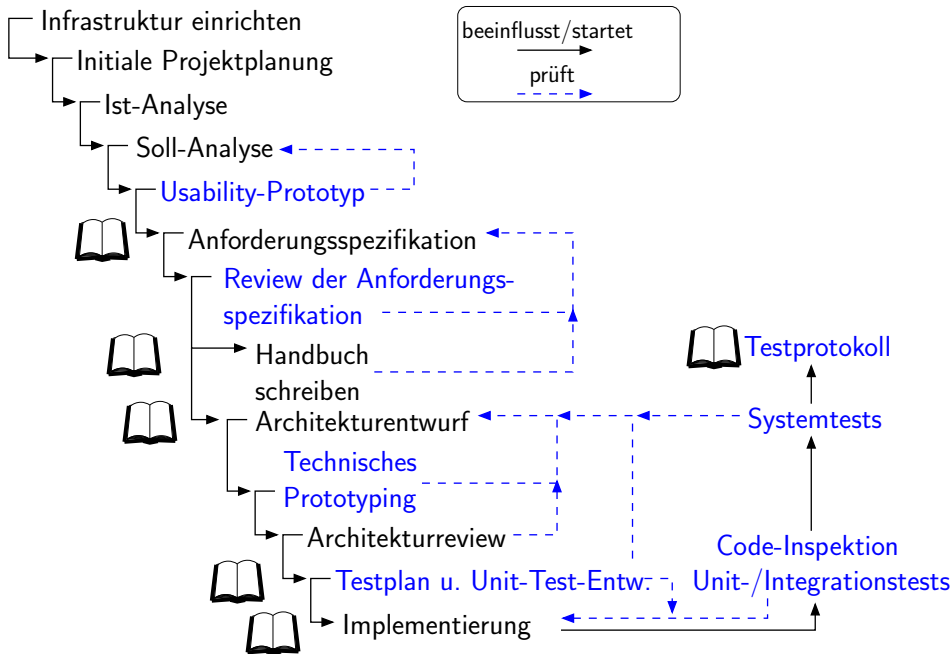 Infrastruktur einrichten
beeinflusst/startet
Initiale Projektplanung
prüft
Ist-Analyse
Soll-Analyse
Usability-Prototyp
Anforderungsspezifikation
Review der Anforderungs-
spezifikation
Handbuch
schreiben
Testprotokoll
Architekturentwurf
Systemtests
Technisches
Prototyping
Architekturreview
Code-Inspektion
Testplan u. Unit-Test-Entw.
Unit-/Integrationstests
Implementierung